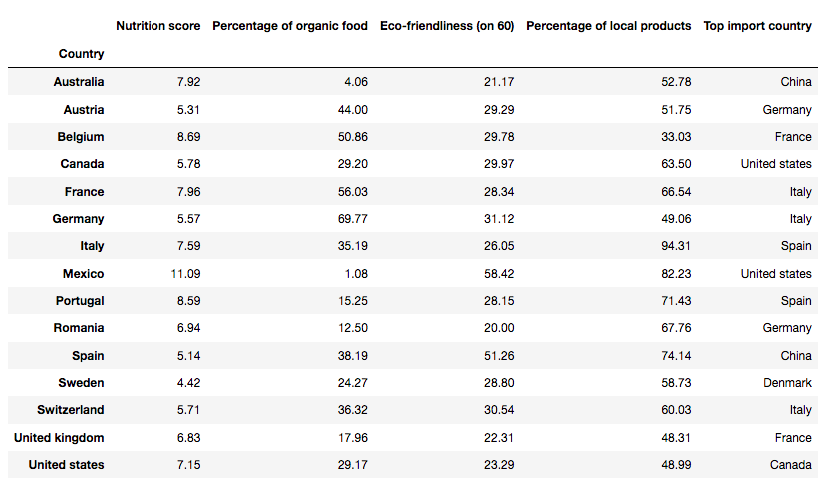 Nutrition score Percentage of organic food Eco-friendliness (on 60) Percentage of local products Top import country
Country
Australia 7.92 4.06 21.17 52.78 China
Austria 5.31 44.00 29.29 51.75 Germany
Belgium 8.69 50.86 29.78 33.03 France
Canada 5.78 29.20 29.97 63.50 United states
France 7.96 56.03 28.34 66.54 Italy
Germany 5.57 69.77 31.12 49.06 Italy
Italy 7.59 35.19 26.05 94.31 Spain
Mexico 11.09 1.08 58.42 82.23 United states
Portugal 8.59 15.25 28.15 71.43 Spain
Romania 6.94 12.50 20.00 67.76 Germany
Spain 5.14 38.19 51.26 74.14 China
Sweden 4.42 24.27 28.80 58.73 Denmark
Switzerland 5.71 36.32 30.54 60.03 Italy
United kingdom 6.83 17.96 22.31 48.31 France
United states 7.15 29.17 23.29 48.99 Canada